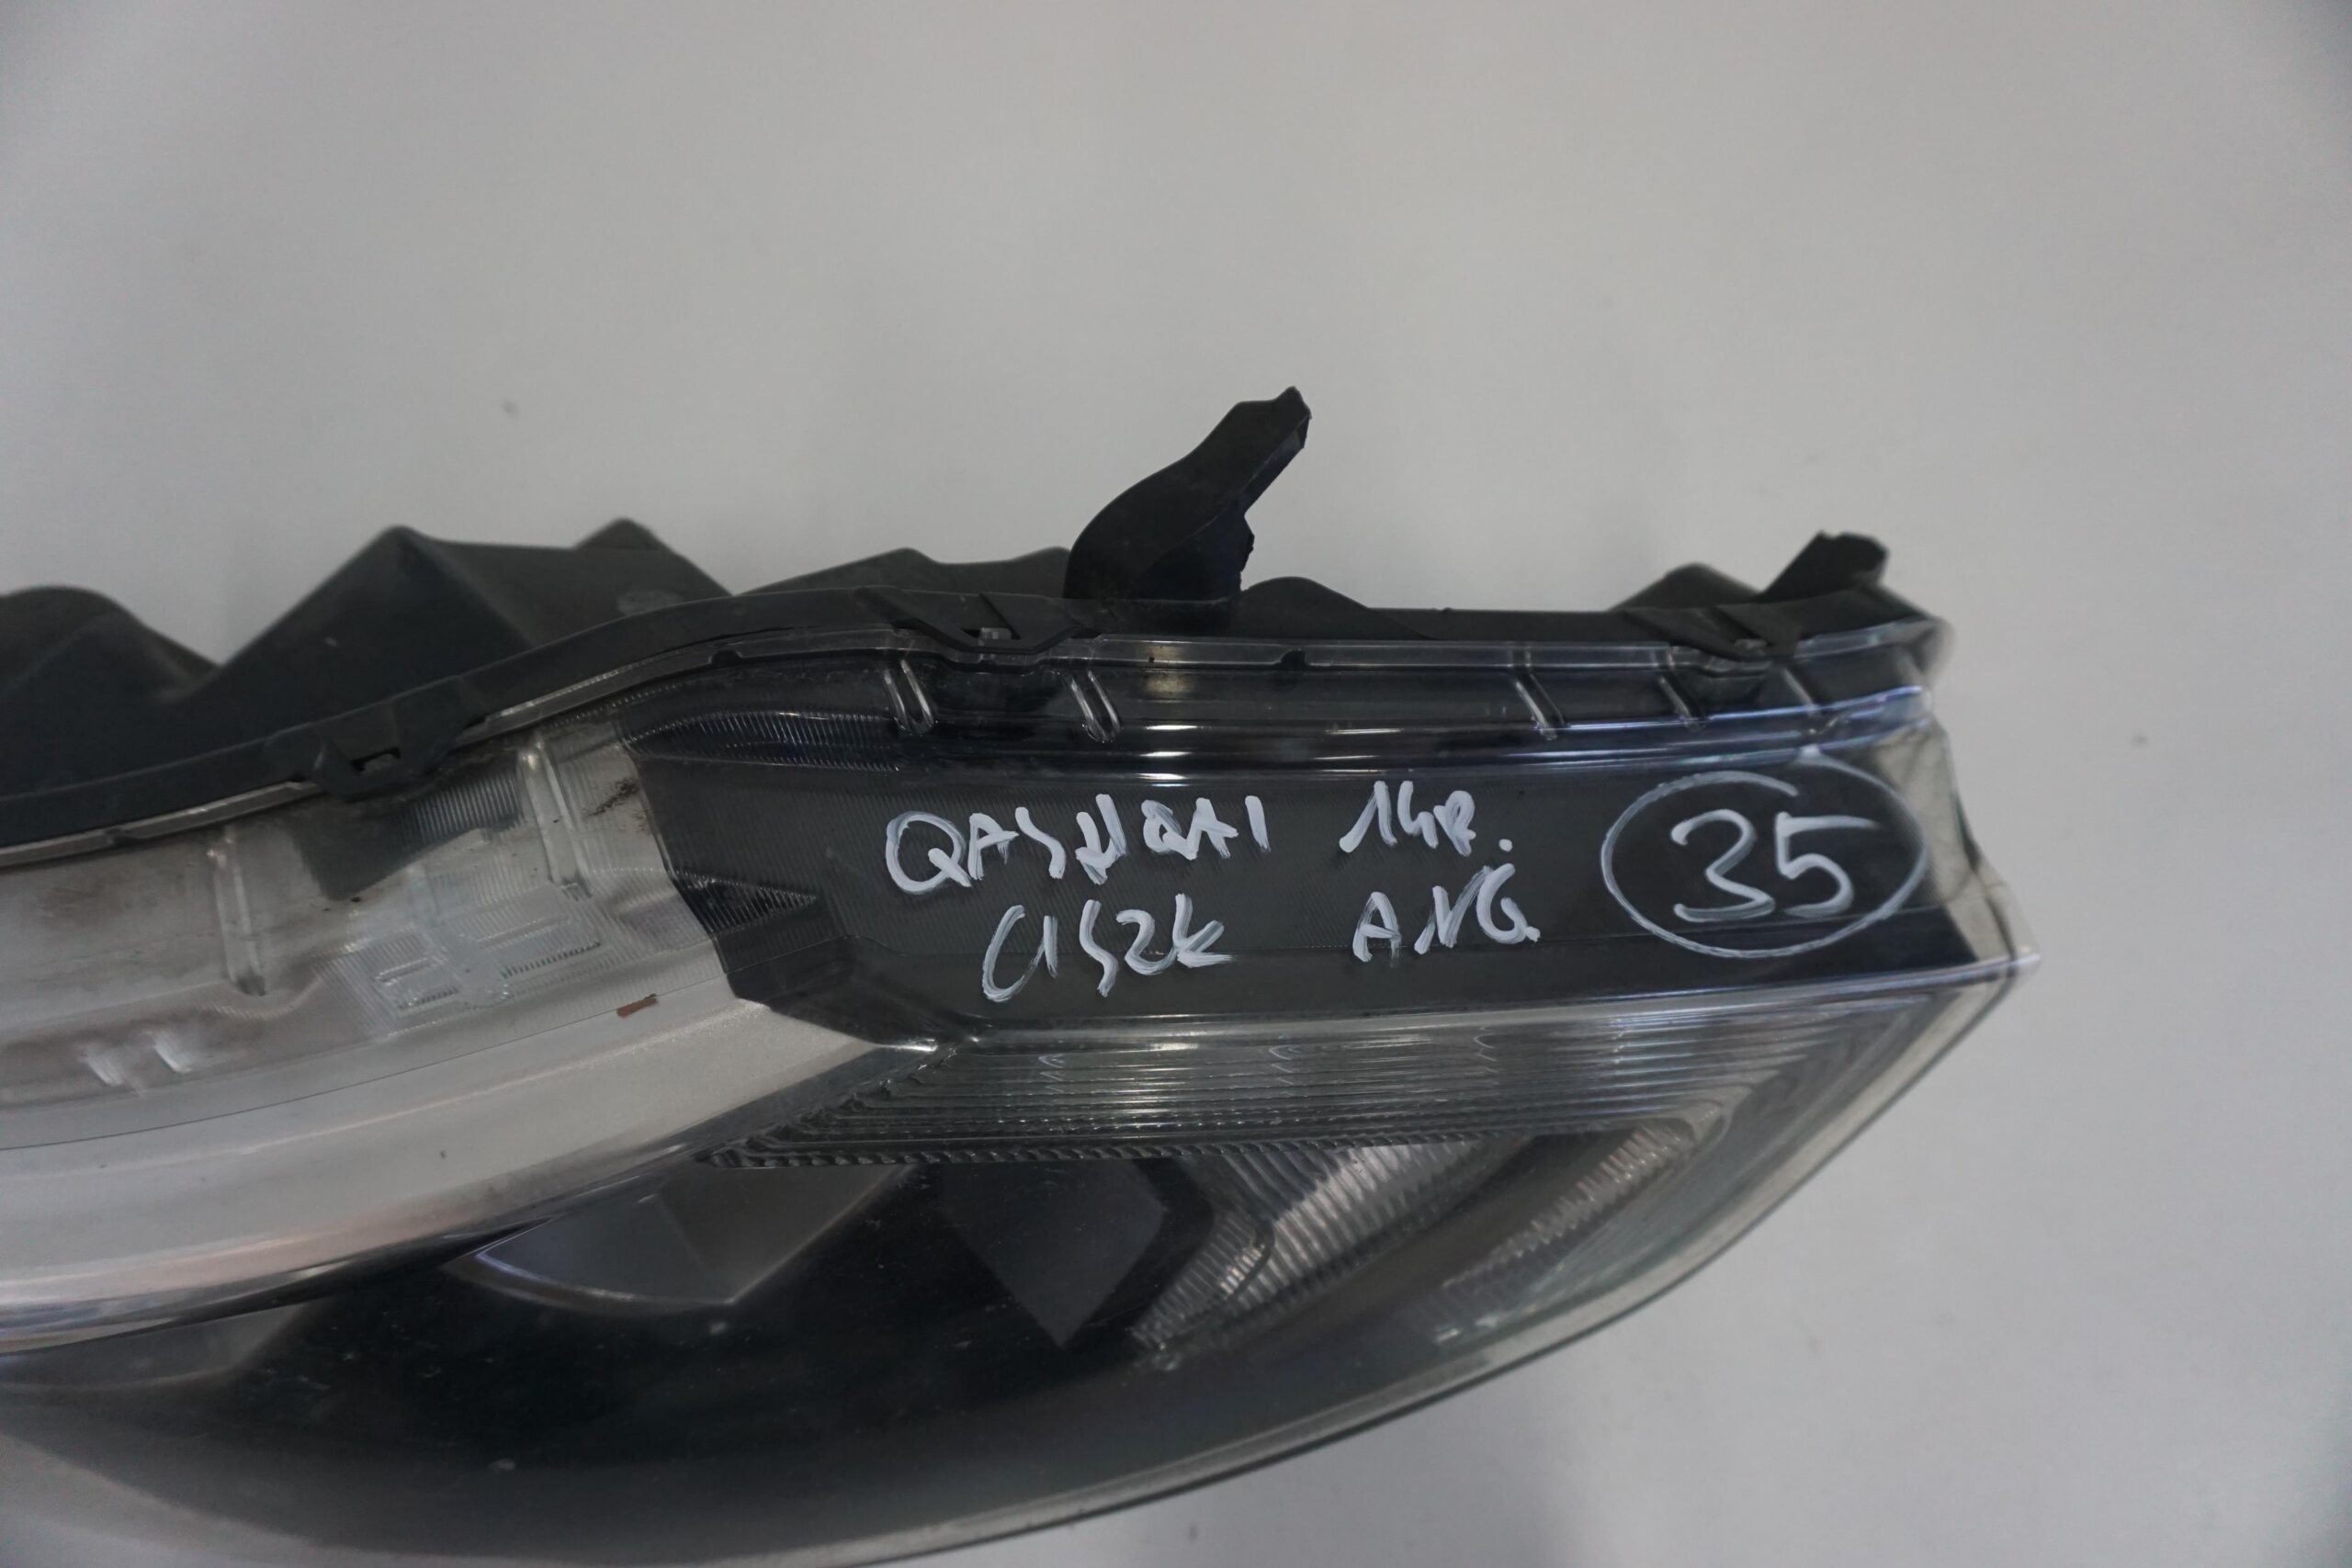 QASHQAI 14R.
CISZK ANG
35